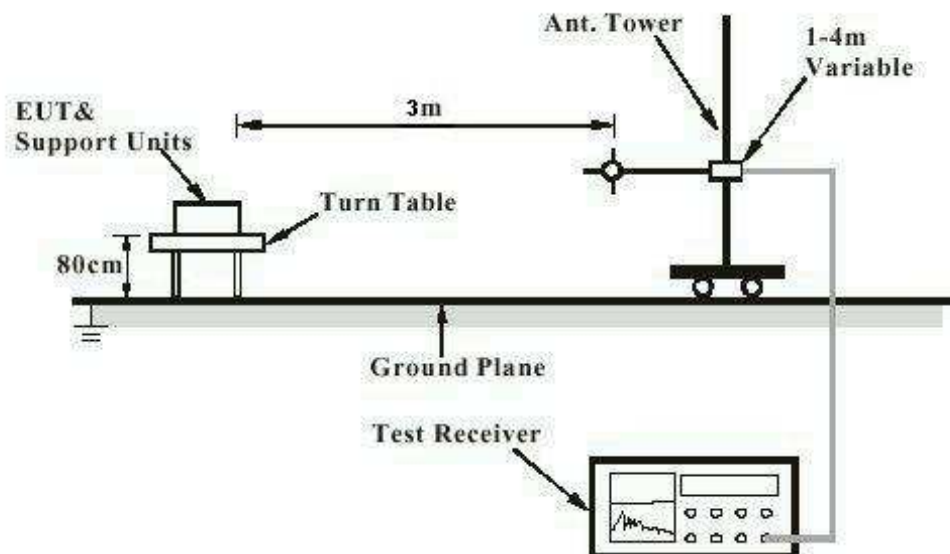 Ant. Tower
1-4m
Variable
EUT&
Support Units
3m
Turn Table
80cm
Ground Plane
Test Receiver